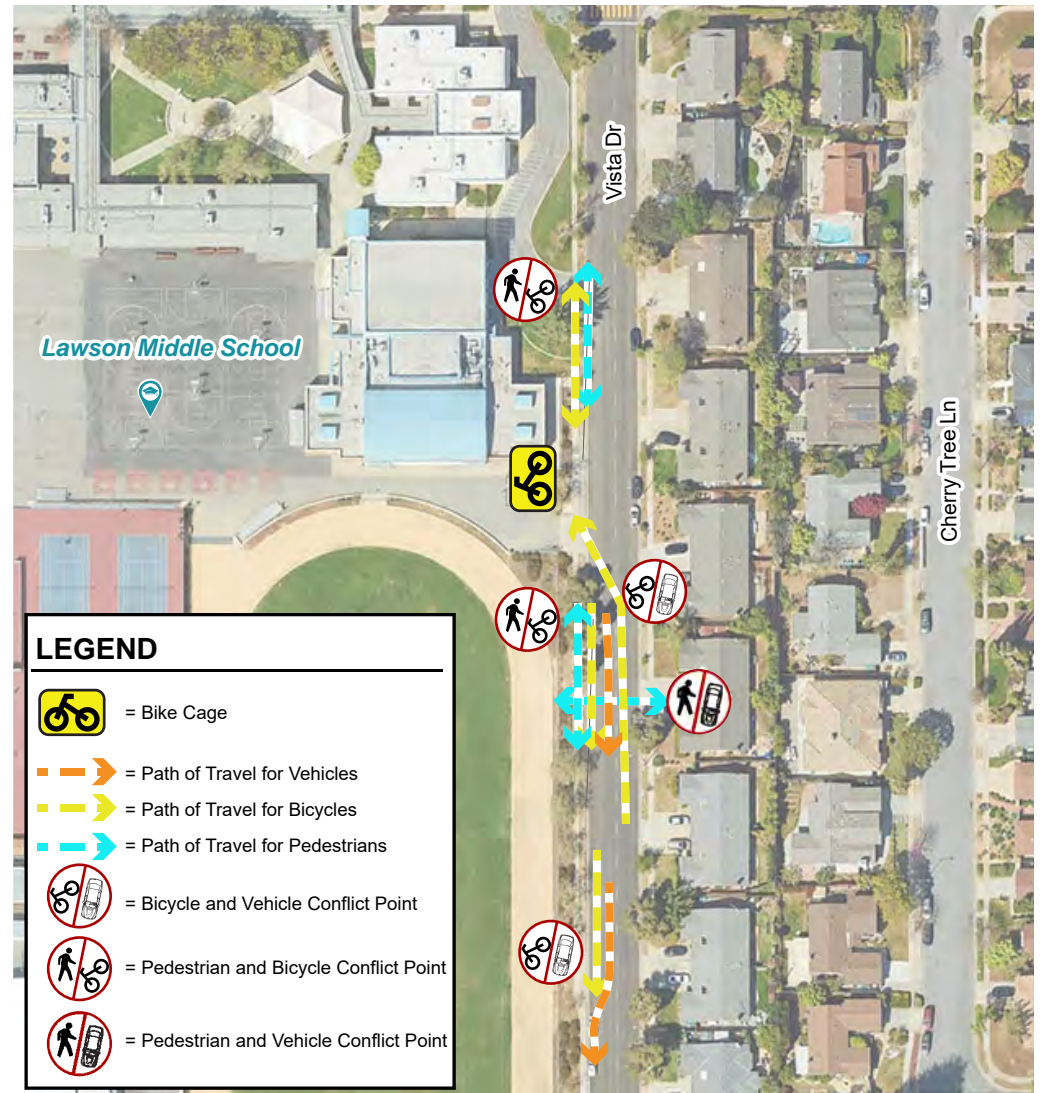 Vista Dr
Lawson Middle School
Cherry Tree Ln
LEGEND
= Bike Cage
= Path of Travel for Vehicles
= Path of Travel for Bicycles
= Path of Travel for Pedestrians
= Bicycle and Vehicle Conflict Point
= Pedestrian and Bicycle Conflict Point
= Pedestrian and Vehicle Conflict Point